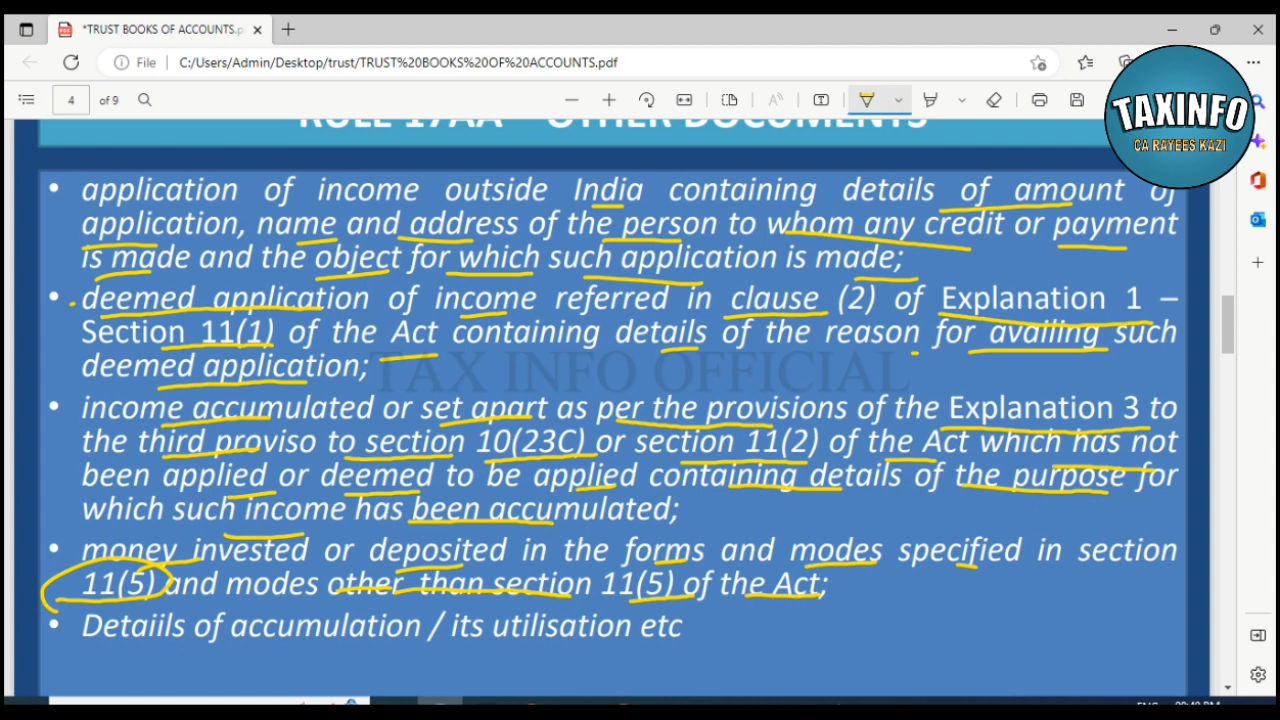 *TRUST BOOKS OF ACCOUNTS.p
File C:/Users/Admin/Desktop/trust/TRUST%20BOOKS%20OF%20ACCOUNTS.pdf
4 of 9
TAXINFO
CA RAYEES KAZI
RULE 17AA – OTHER DOCUMENTS
• application of income outside India containing details of amount of
application, name and address of the person to whom any credit or payment
is made and the object for which such application is made;
• deemed application of income referred in clause (2) of Explanation 1 –
Section 11(1) of the Act containing details of the reason for availing such
deemed application;
TAX INFO OFFICIAL
• income accumulated or set apart as per the provisions of the Explanation 3 to
the third proviso to section 10(23C) or section 11(2) of the Act which has not
been applied or deemed to be applied containing details of the purpose for
which such income has been accumulated;
• money invested or deposited in the forms and modes specified in section
11(5) and modes other than section 11(5) of the Act;
• Detaiils of accumulation / its utilisation etc